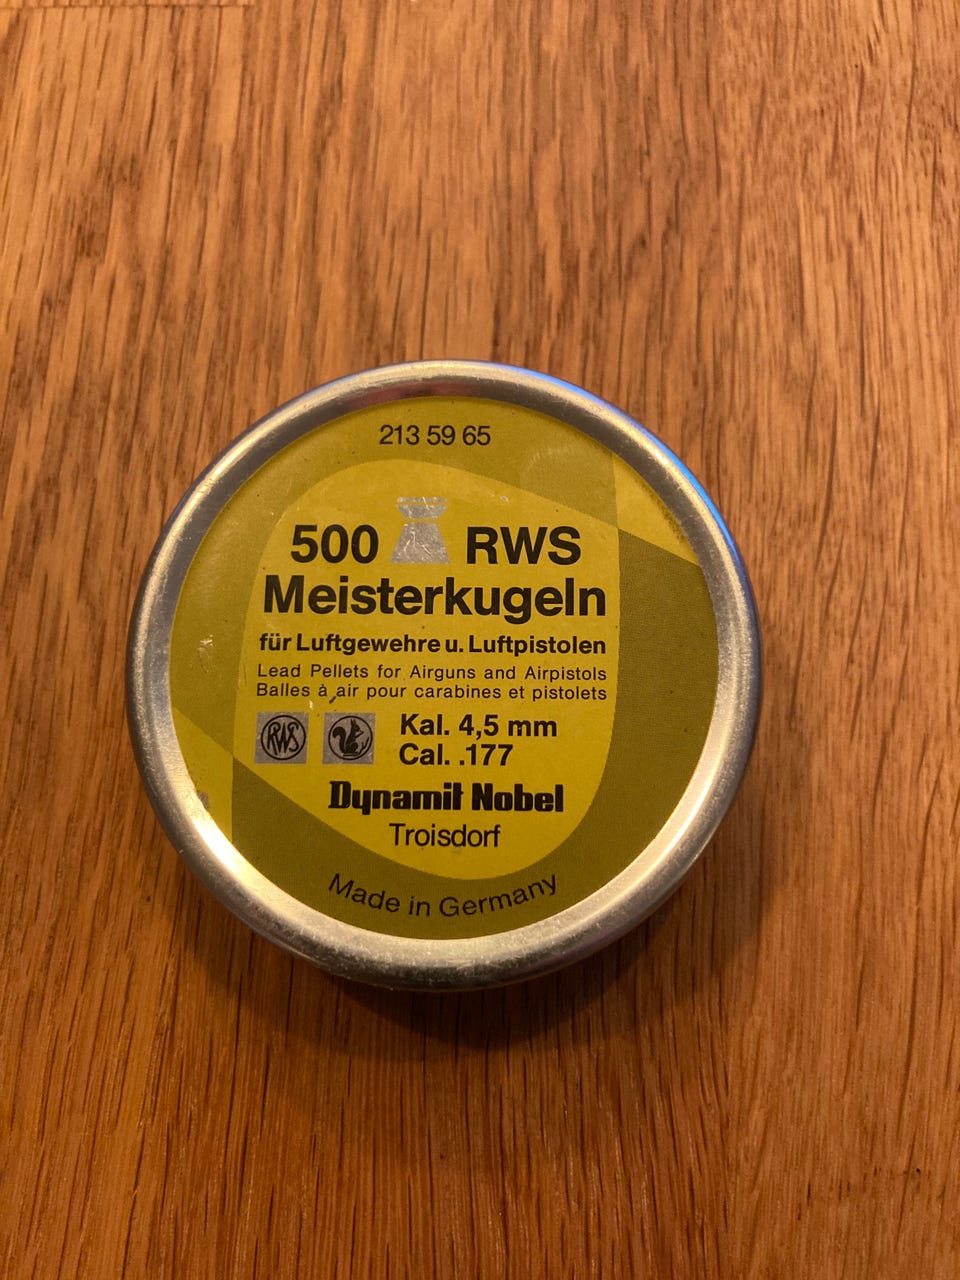 213 59 65
500 RWS
Meisterkugeln
für Luftgewehre u. Luftpistolen
Lead Pellets for Airguns and Airpistols
Balles à air pour carabines et pistolets
RWS
Kal. 4,5 mm
Cal. .177
Dynamit Nobel
Troisdorf
Made in Germany